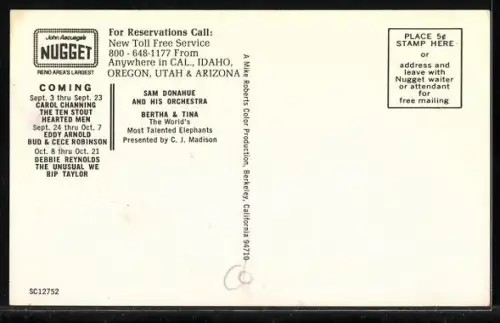 John Ascuaga's
NUGGET
RENO AREA'S LARGEST
For Reservations Call:
New Toll Free Service
800 - 648-1177 From
Anywhere in CAL., IDAHO,
OREGON, UTAH & ARIZONA
COMING
Sept. 3 thru Sept. 23
CAROL CHANNING
THE TEN STOUT
HEARTED MEN
Sept. 24 thru Oct. 7
EDDY ARNOLD
BUD & CECE ROBINSON
Oct. 8 thru Oct. 21
DEBBIE REYNOLDS
THE UNUSUAL WE
RIP TAYLOR
SAM DONAHUE
AND HIS ORCHESTRA
BERTHA & TINA
The World's
Most Talented Elephants
Presented by C. J. Madison
A Mike Roberts Color Production, Berkeley, California 94710
PLACE 5¢
STAMP HERE
or
address and
leave with
Nugget waiter
or attendant
for free mailing
SC12752